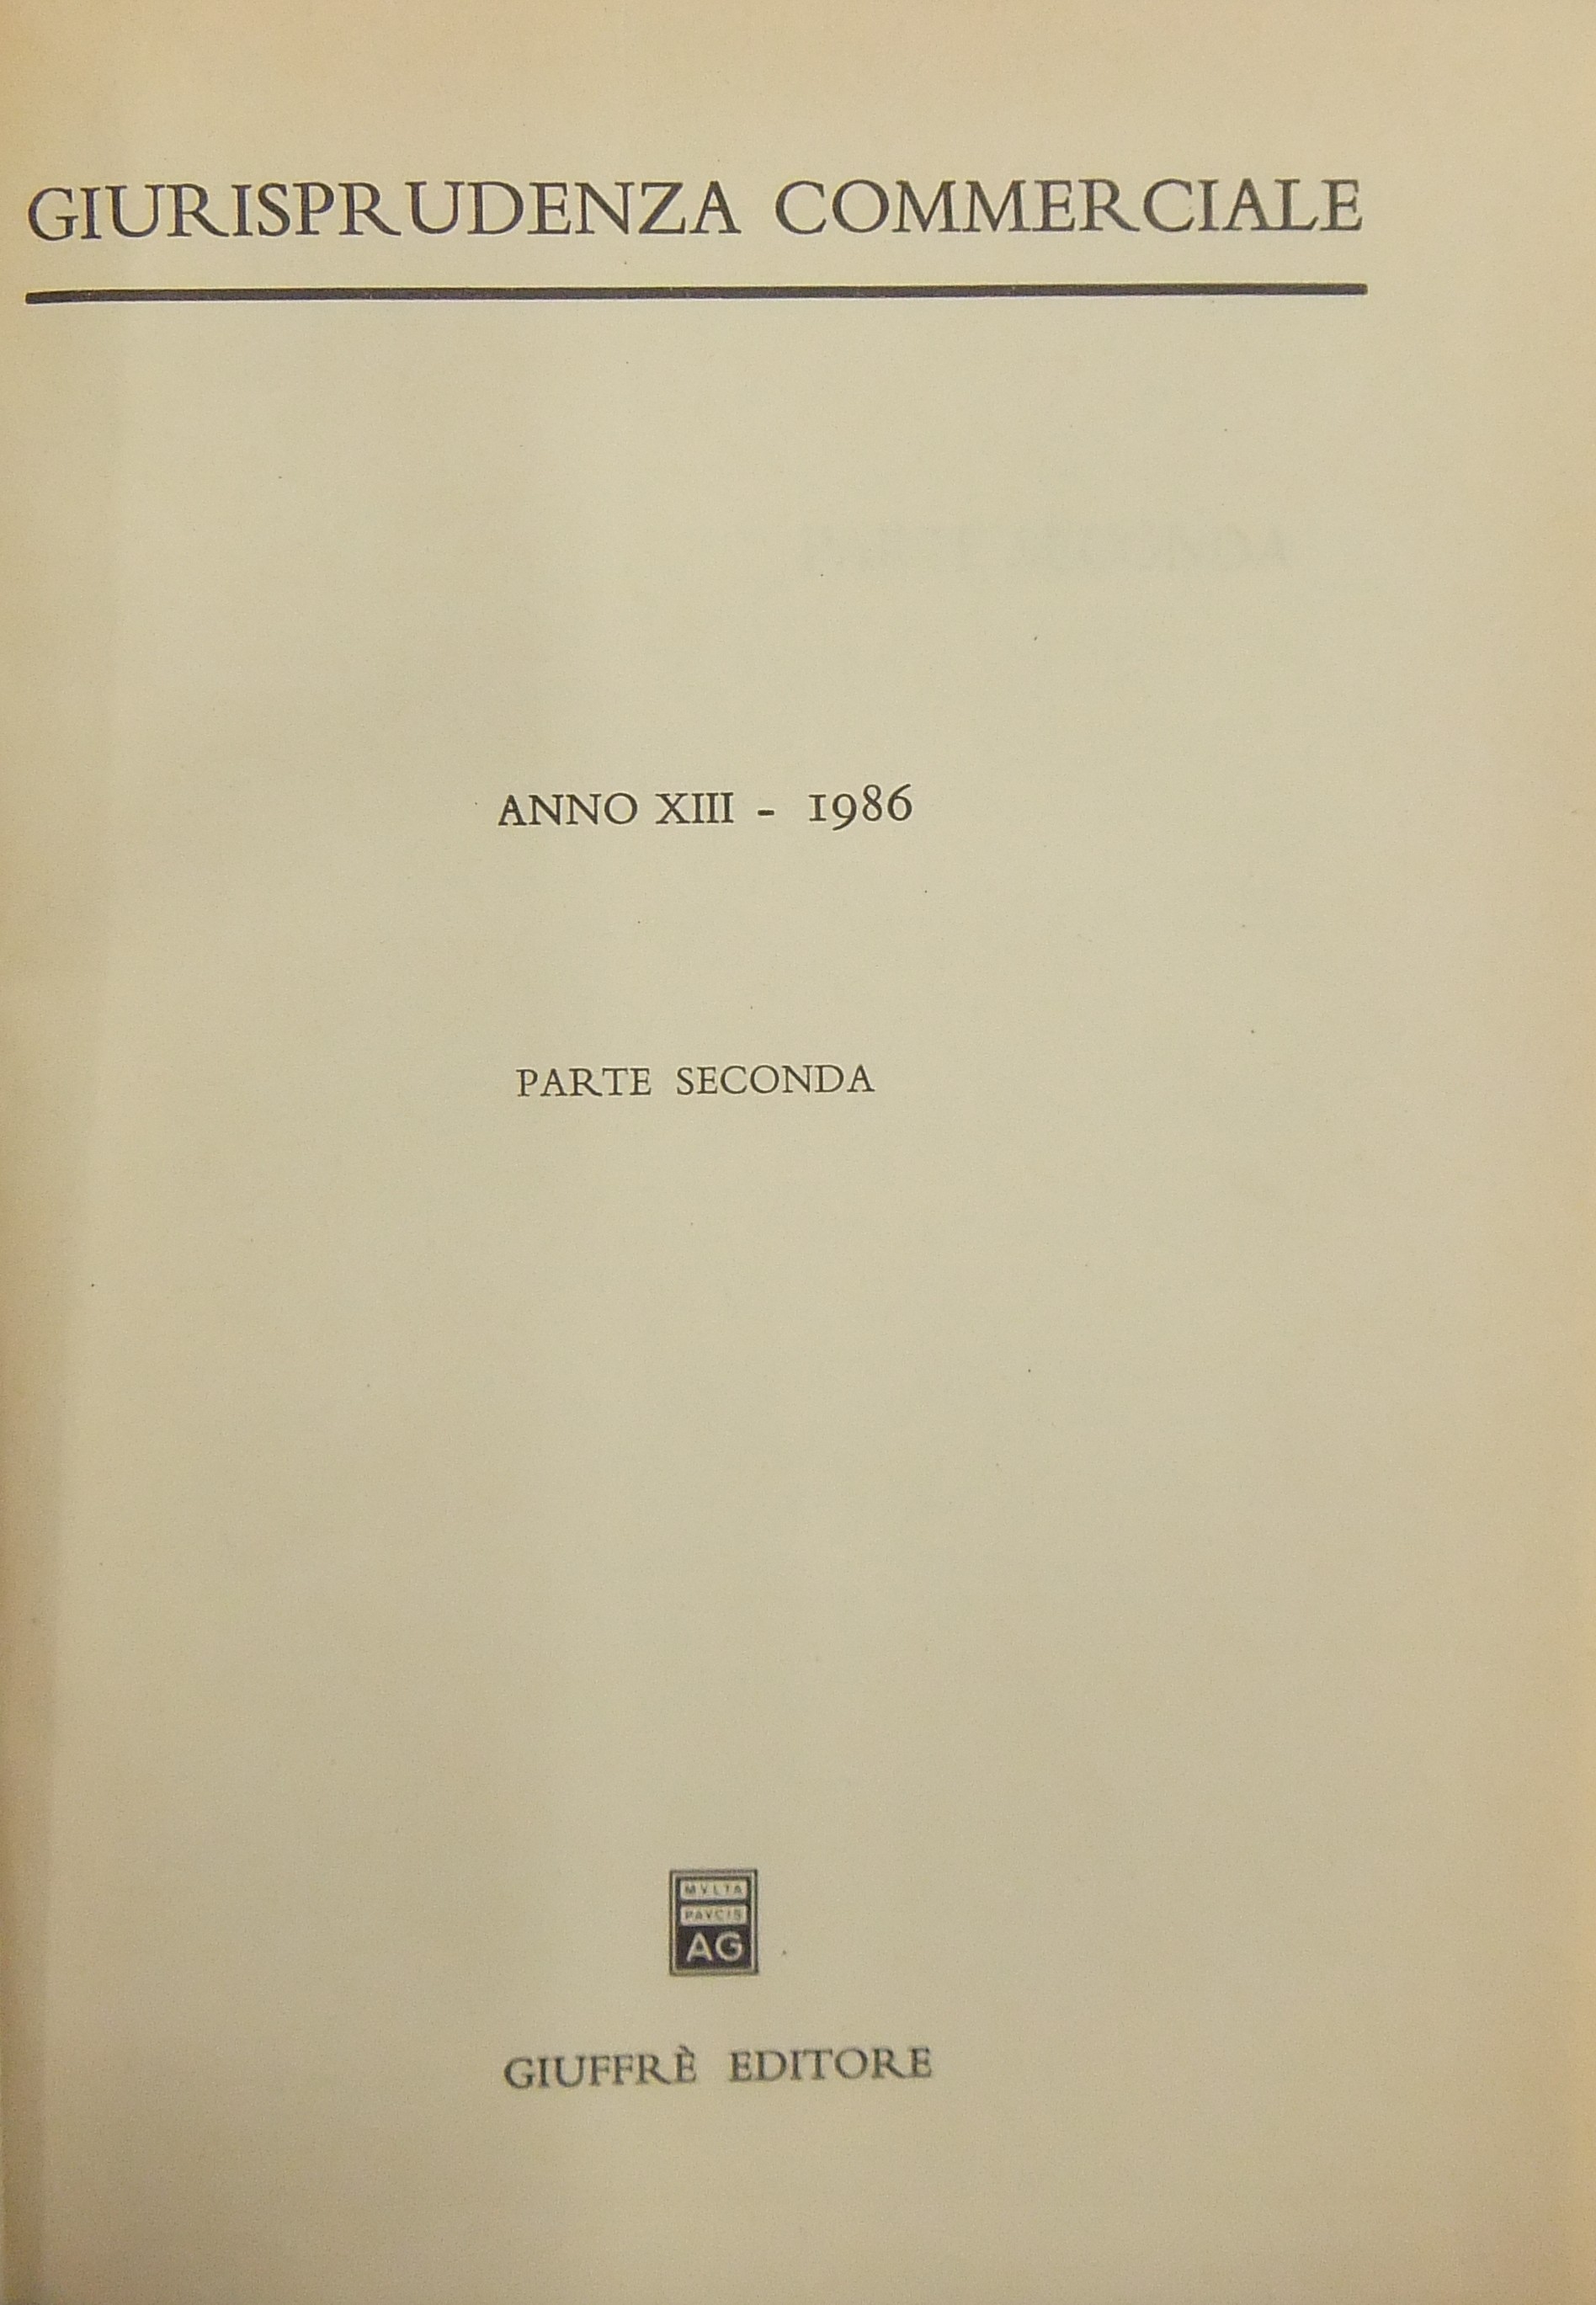 GIURISPRUDENZA COMMERCIALE
ANNO XIII - 1986
PARTE SECONDA
MVLTA
PAVCIS
AG
GIUFFRÈ EDITORE